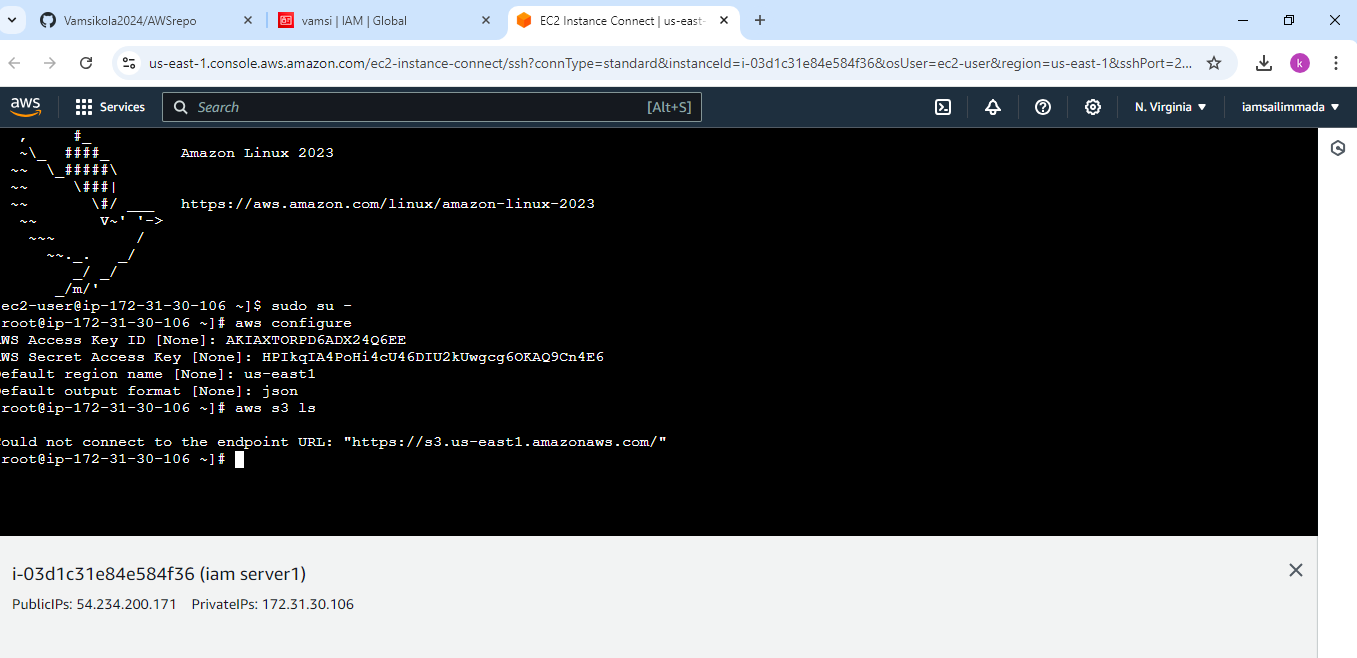 Vamsikola2024/AWSrepo
vamsi | IAM | Global
EC2 Instance Connect | us-east-
us-east-1.console.aws.amazon.com/ec2-instance-connect/ssh?connType=standard&instanceId=i-03d1c31e84e584f36&osUser=ec2-user&region=us-east-1&sshPort=2...
k
aws
Services
Search
[Alt+S]
N. Virginia
iamsailimmada
, #_
~\_ ####_ Amazon Linux 2023
~~ \_#####\
~~ \###|
~~ \#/ ___ https://aws.amazon.com/linux/amazon-linux-2023
~~ V~' '->
~~~ /
~~._. _/
_/ _/
_/m/'
ec2-user@ip-172-31-30-106 ~]$ sudo su -
root@ip-172-31-30-106 ~]# aws configure
WS Access Key ID [None]: AKIAXTORPD6ADX24Q6EE
WS Secret Access Key [None]: HPIkqIA4PoHi4cU46DIU2kUwgcg6OKAQ9Cn4E6
efault region name [None]: us-east1
efault output format [None]: json
root@ip-172-31-30-106 ~]# aws s3 ls
ould not connect to the endpoint URL: "https://s3.us-east1.amazonaws.com/"
root@ip-172-31-30-106 ~]#
i-03d1c31e84e584f36 (iam server1)
PublicIPs: 54.234.200.171 PrivateIPs: 172.31.30.106